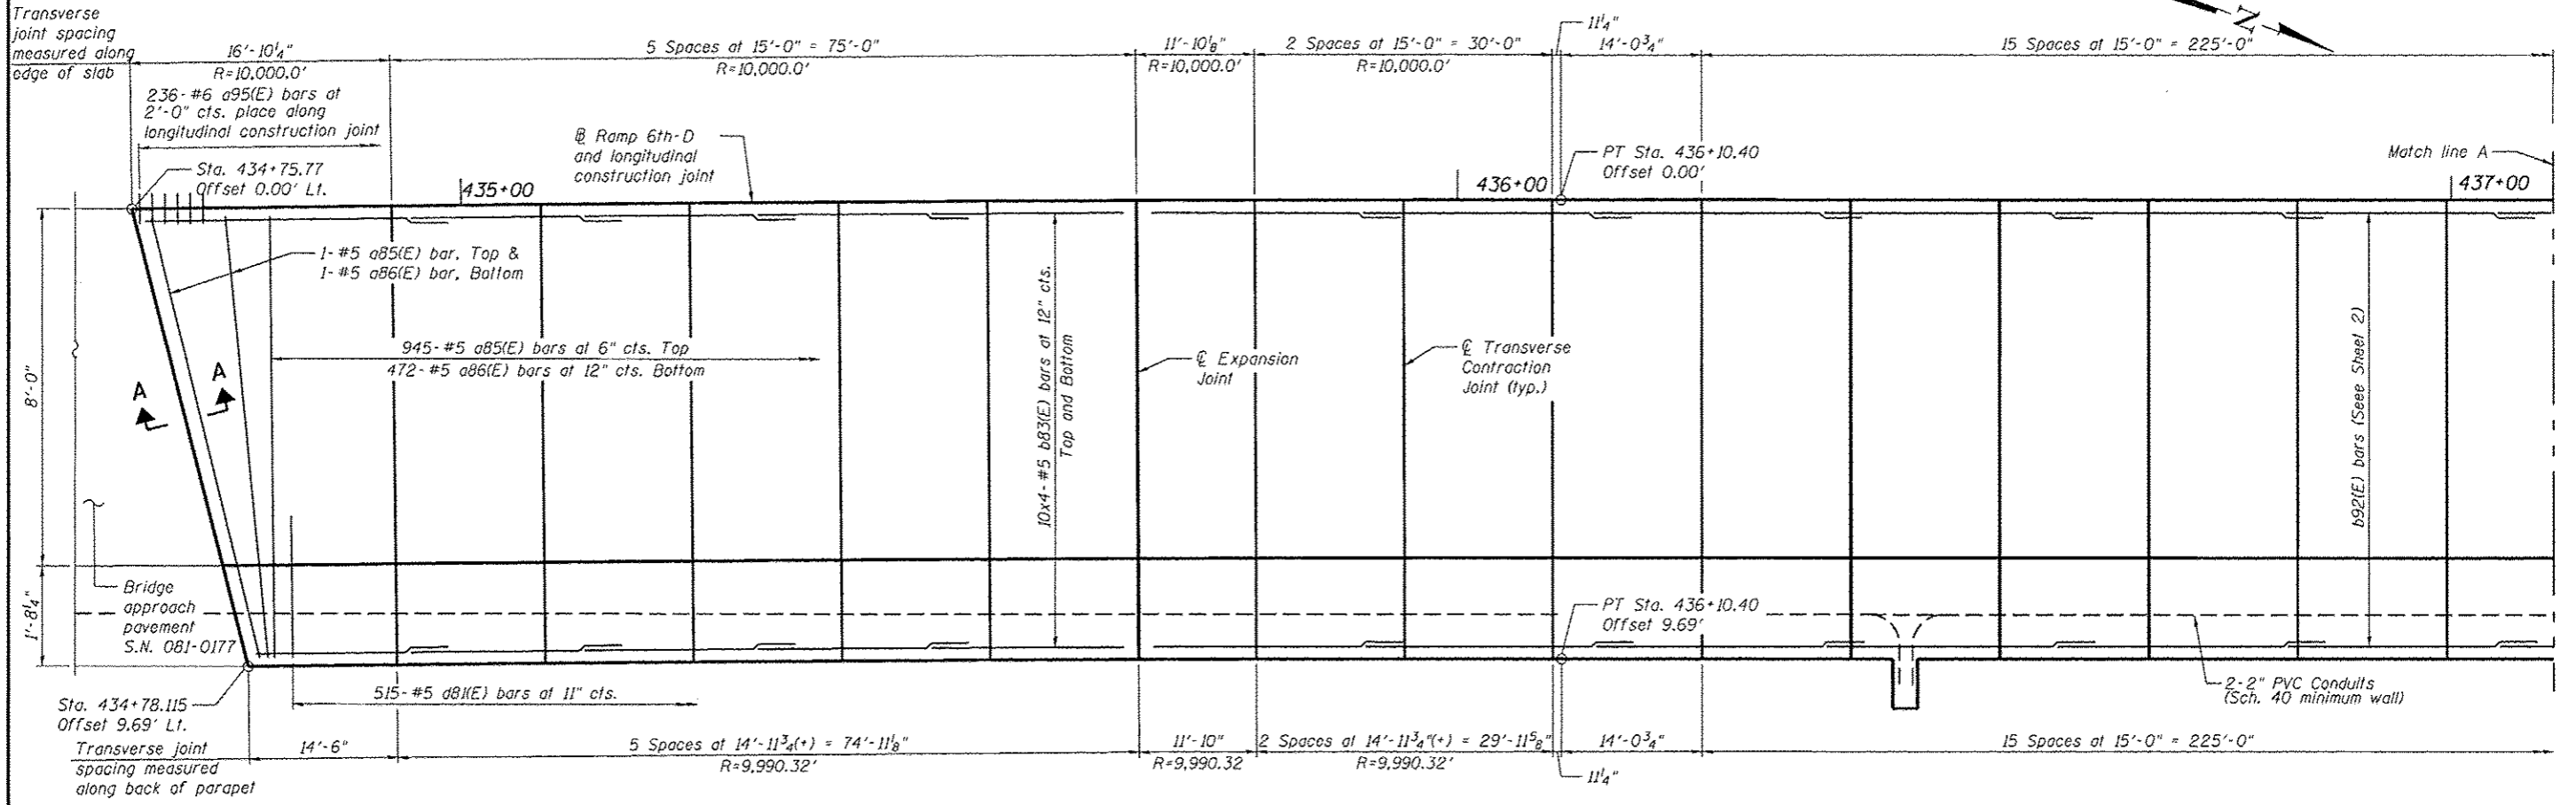 Transverse
joint spacing
measured along
edge of slab
16'-10¼"
R=10,000.0'
5 Spaces at 15'-0" = 75'-0"
R=10,000.0'
11'-10⅛"
R=10,000.0'
2 Spaces at 15'-0" = 30'-0"
R=10,000.0'
11¼"
14'-0¾"
15 Spaces at 15'-0" = 225'-0"
N
236-#6 a95(E) bars at
2'-0" cts. place along
longitudinal construction joint
Sta. 434+75.77
Offset 0.00' Lt.
435+00
℄ Ramp 6th-D
and longitudinal
construction joint
436+00
PT Sta. 436+10.40
Offset 0.00'
Match line A
437+00
1-#5 a85(E) bar, Top &
1-#5 a86(E) bar, Bottom
945-#5 a85(E) bars at 6" cts. Top
472-#5 a86(E) bars at 12" cts. Bottom
A
A
8'-0"
1'-8¼"
10x4-#5 b83(E) bars at 12" cts.
Top and Bottom
℄ Expansion
Joint
℄ Transverse
Contraction
Joint (typ.)
b92(E) bars (Seee Sheet 2)
Bridge
approach
pavement
S.N. 081-0177
Sta. 434+78.115
Offset 9.69' Lt.
515-#5 d81(E) bars at 11" cts.
PT Sta. 436+10.40
Offset 9.69'
2-2" PVC Conduits
(Sch. 40 minimum wall)
Transverse joint
spacing measured
along back of parapet
14'-6"
5 Spaces at 14'-11¾"(+) = 74'-11⅛"
R=9,990.32'
11'-10"
R=9,990.32
2 Spaces at 14'-11¾"(+) = 29'-11⅝"
R=9,990.32'
11¼"
14'-0¾"
15 Spaces at 15'-0" = 225'-0"